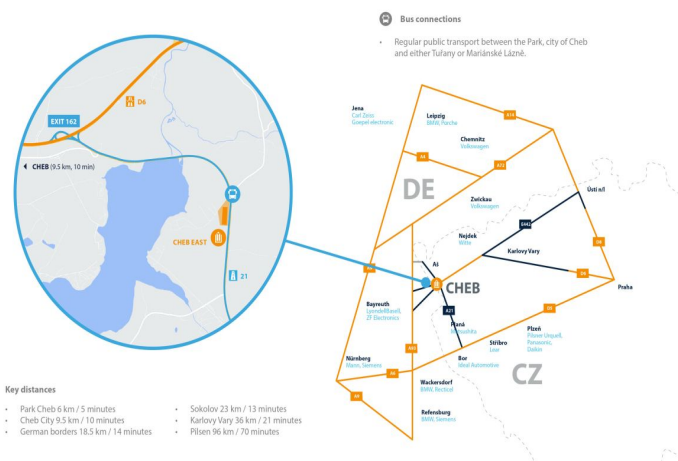 Bus connections
• Regular public transport between the Park, city of Cheb
and either Tuřany or Mariánské Lázně.
D6
EXIT 162
CHEB (9.5 km, 10 min)
CHEB EAST
21
Jena
Carl Zeiss
Goepel electronic
Leipzig
BMW, Porche
A14
Chemnitz
Volkswagen
A4
A72
DE
Zwickau
Volkswagen
Ústí n/l
E442
Nejdek
Witte
D8
Karlovy Vary
Aš
D6
CHEB
Praha
Bayreuth
LyondellBasell,
ZF Electronics
A21
D5
Planá
Plzeň
Pilsner Urquell,
Panasonic,
Daikin
Stříbro
Bor
Ideal Automotive
Nürnberg
Mann, Siemens
A93
A6
CZ
Wackersdorf
BMW, Rectical
A9
Refensburg
BMW, Siemens
Key distances
• Park Cheb 6 km / 5 minutes
• Cheb City 9.5 km / 10 minutes
• German borders 18.5 km / 14 minutes
• Sokolov 23 km / 13 minutes
• Karlovy Vary 36 km / 21 minutes
• Pilsen 96 km / 70 minutes